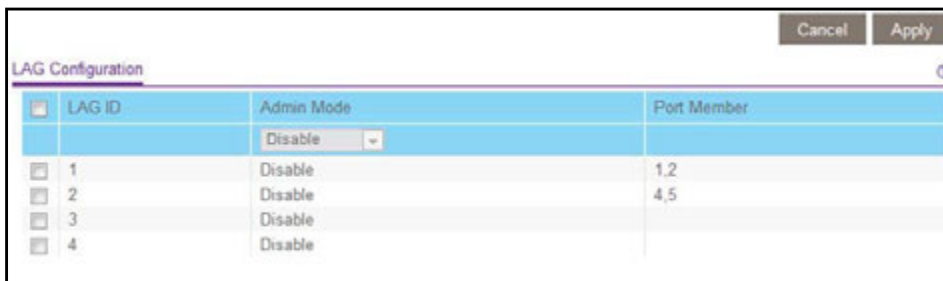 Cancel Apply
LAG Configuration
LAG ID Admin Mode Port Member
Disable
1 Disable 1,2
2 Disable 4,5
3 Disable
4 Disable